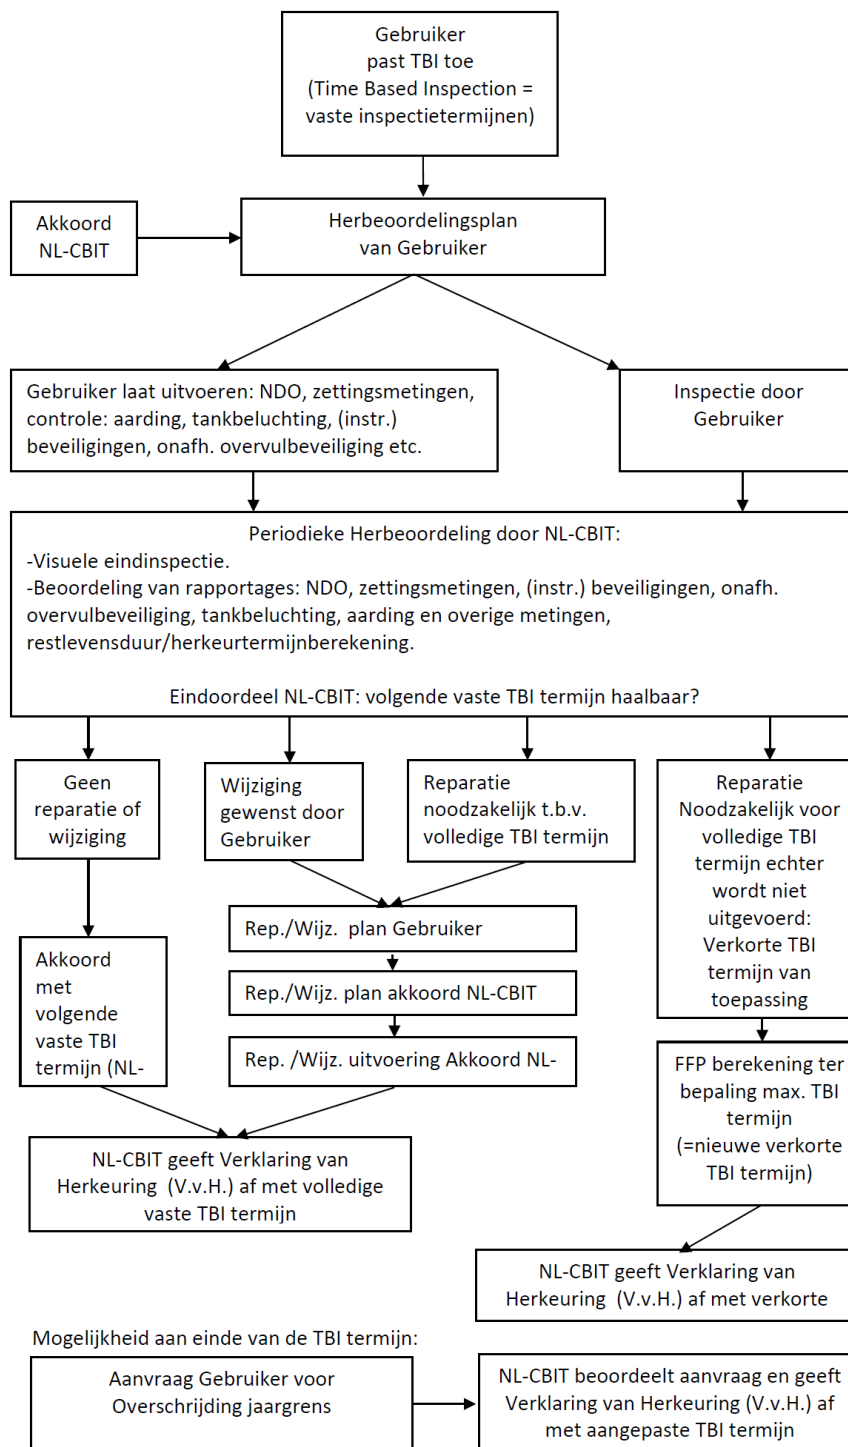 Gebruiker
past TBI toe
(Time Based Inspection =
vaste inspectietermijnen)
Akkoord
NL-CBIT
Herbeoordelingsplan
van Gebruiker
Gebruiker laat uitvoeren: NDO, zettingsmetingen,
controle: aarding, tankbeluchting, (instr.)
beveiligingen, onafh. overvulbeveiliging etc.
Inspectie door
Gebruiker
Periodieke Herbeoordeling door NL-CBIT:
-Visuele eindinspectie.
-Beoordeling van rapportages: NDO, zettingsmetingen, (instr.) beveiligingen, onafh.
overvulbeveiliging, tankbeluchting, aarding en overige metingen,
restlevensduur/herkeurtermijnberekening.
Eindoordeel NL-CBIT: volgende vaste TBI termijn haalbaar?
Geen
reparatie of
wijziging
Wijziging
gewenst door
Gebruiker
Reparatie
noodzakelijk t.b.v.
volledige TBI termijn
Reparatie
Noodzakelijk voor
volledige TBI
termijn echter
wordt niet
uitgevoerd:
Verkorte TBI
termijn van
toepassing
Rep./Wijz. plan Gebruiker
Rep./Wijz. plan akkoord NL-CBIT
Rep. /Wijz. uitvoering Akkoord NL-
Akkoord
met
volgende
vaste TBI
termijn (NL-
FFP berekening ter
bepaling max. TBI
termijn
(=nieuwe verkorte
TBI termijn)
NL-CBIT geeft Verklaring van
Herkeuring (V.v.H.) af met volledige
vaste TBI termijn
NL-CBIT geeft Verklaring van
Herkeuring (V.v.H.) af met verkorte
Mogelijkheid aan einde van de TBI termijn:
Aanvraag Gebruiker voor
Overschrijding jaargrens
NL-CBIT beoordeelt aanvraag en geeft
Verklaring van Herkeuring (V.v.H.) af
met aangepaste TBI termijn